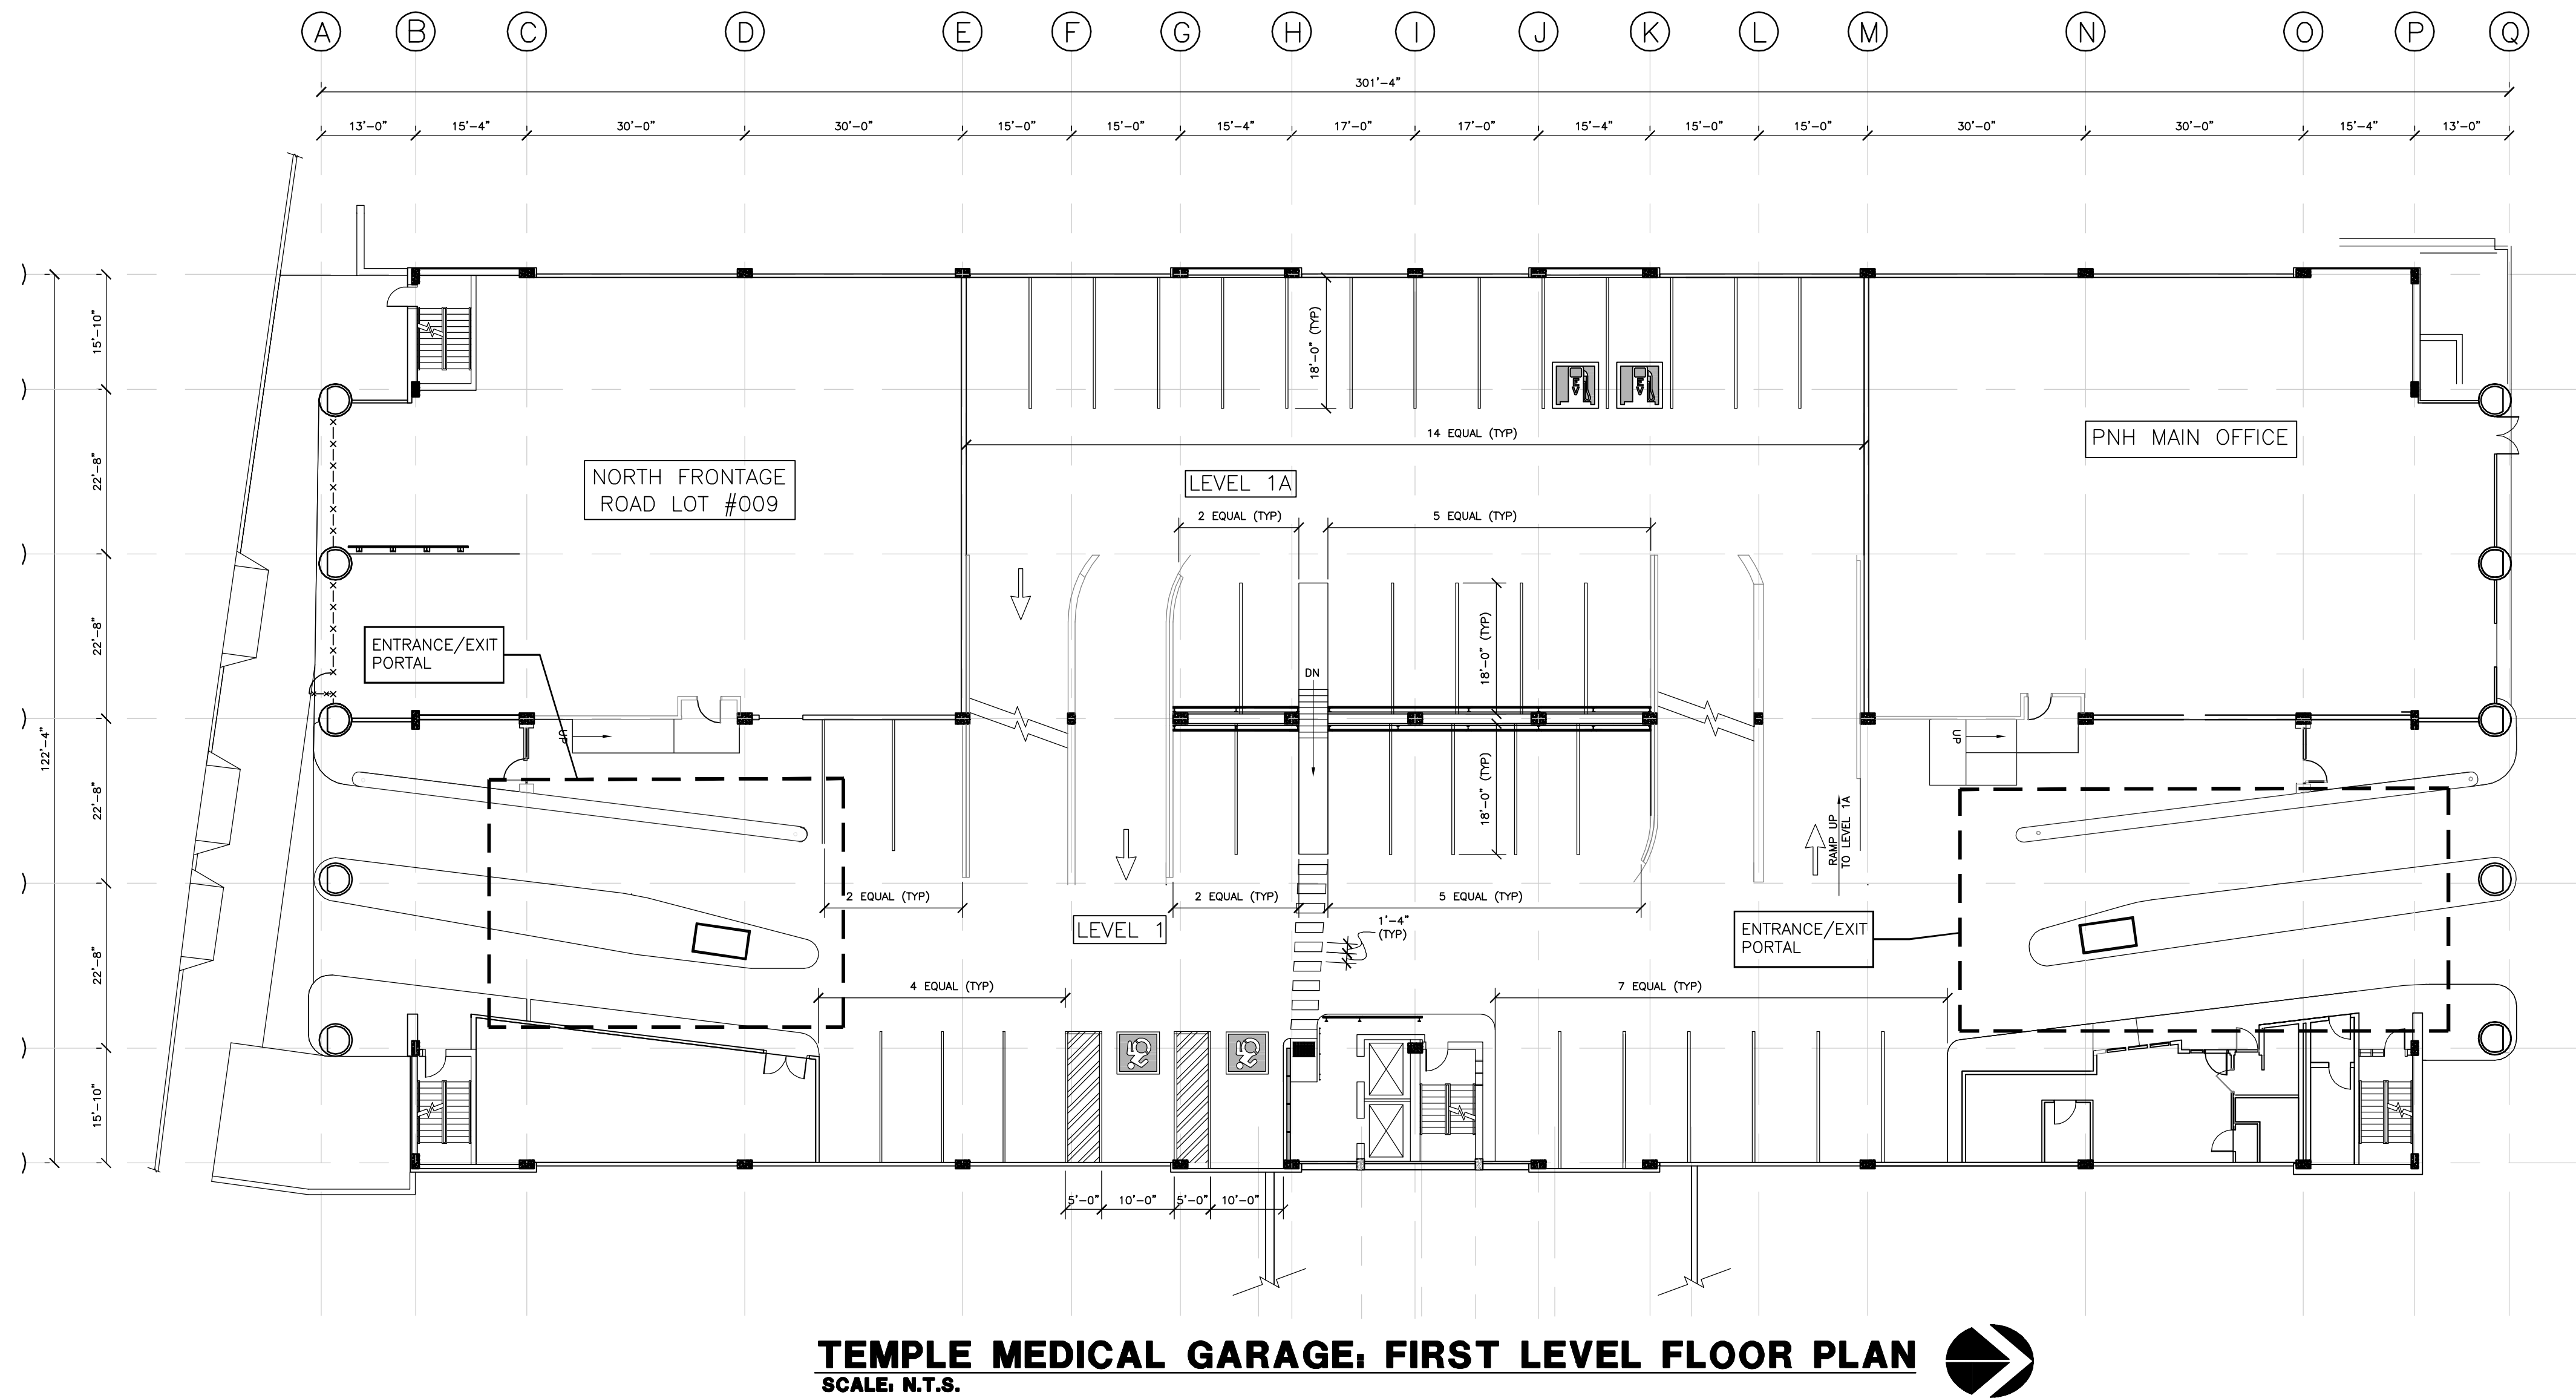 A B C D E F G H I J K L M N O P Q
301'-4"
13'-0" 15'-4" 30'-0" 30'-0" 15'-0" 15'-0" 15'-4" 17'-0" 17'-0" 15'-4" 15'-0" 15'-0" 30'-0" 30'-0" 15'-4" 13'-0"
15'-10"
22'-8"
22'-8"
122'-4"
22'-8"
22'-8"
15'-10"
18'-0" (TYP)
EV
EV
14 EQUAL (TYP)
PNH MAIN OFFICE
NORTH FRONTAGE
ROAD LOT #009
LEVEL 1A
2 EQUAL (TYP)
5 EQUAL (TYP)
ENTRANCE/EXIT
PORTAL
18'-0" (TYP)
DN
UP
UP
18'-0" (TYP)
RAMP UP
TO LEVEL 1A
2 EQUAL (TYP)
2 EQUAL (TYP)
5 EQUAL (TYP)
LEVEL 1
1'-4"
(TYP)
ENTRANCE/EXIT
PORTAL
4 EQUAL (TYP)
7 EQUAL (TYP)
5'-0" 10'-0" 5'-0" 10'-0"
TEMPLE MEDICAL GARAGE: FIRST LEVEL FLOOR PLAN
SCALE: N.T.S.